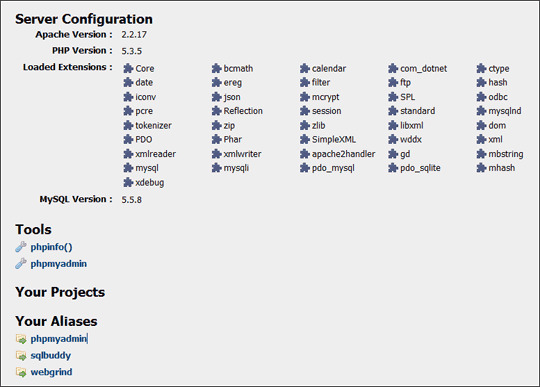 Server Configuration
Apache Version : 2.2.17
PHP Version : 5.3.5
Loaded Extensions : Core bcmath calendar com_dotnet ctype
date ereg filter ftp hash
iconv json mcrypt SPL odbc
pcre Reflection session standard mysqlnd
tokenizer zip zlib libxml dom
PDO Phar SimpleXML wddx xml
xmlreader xmlwriter apache2handler gd mbstring
mysql mysqli pdo_mysql pdo_sqlite mhash
xdebug
MySQL Version : 5.5.8
Tools
phpinfo()
phpmyadmin
Your Projects
Your Aliases
phpmyadmin
sqlbuddy
webgrind